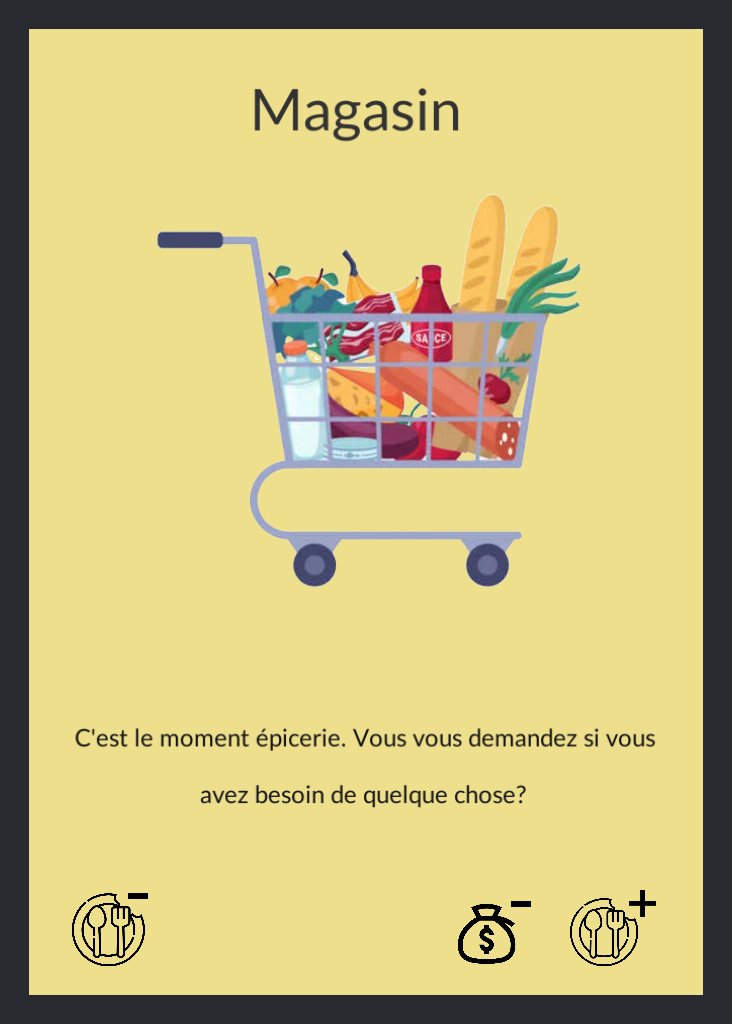 Magasin
SAUCE
C'est le moment épicerie. Vous vous demandez si vous
avez besoin de quelque chose?
$